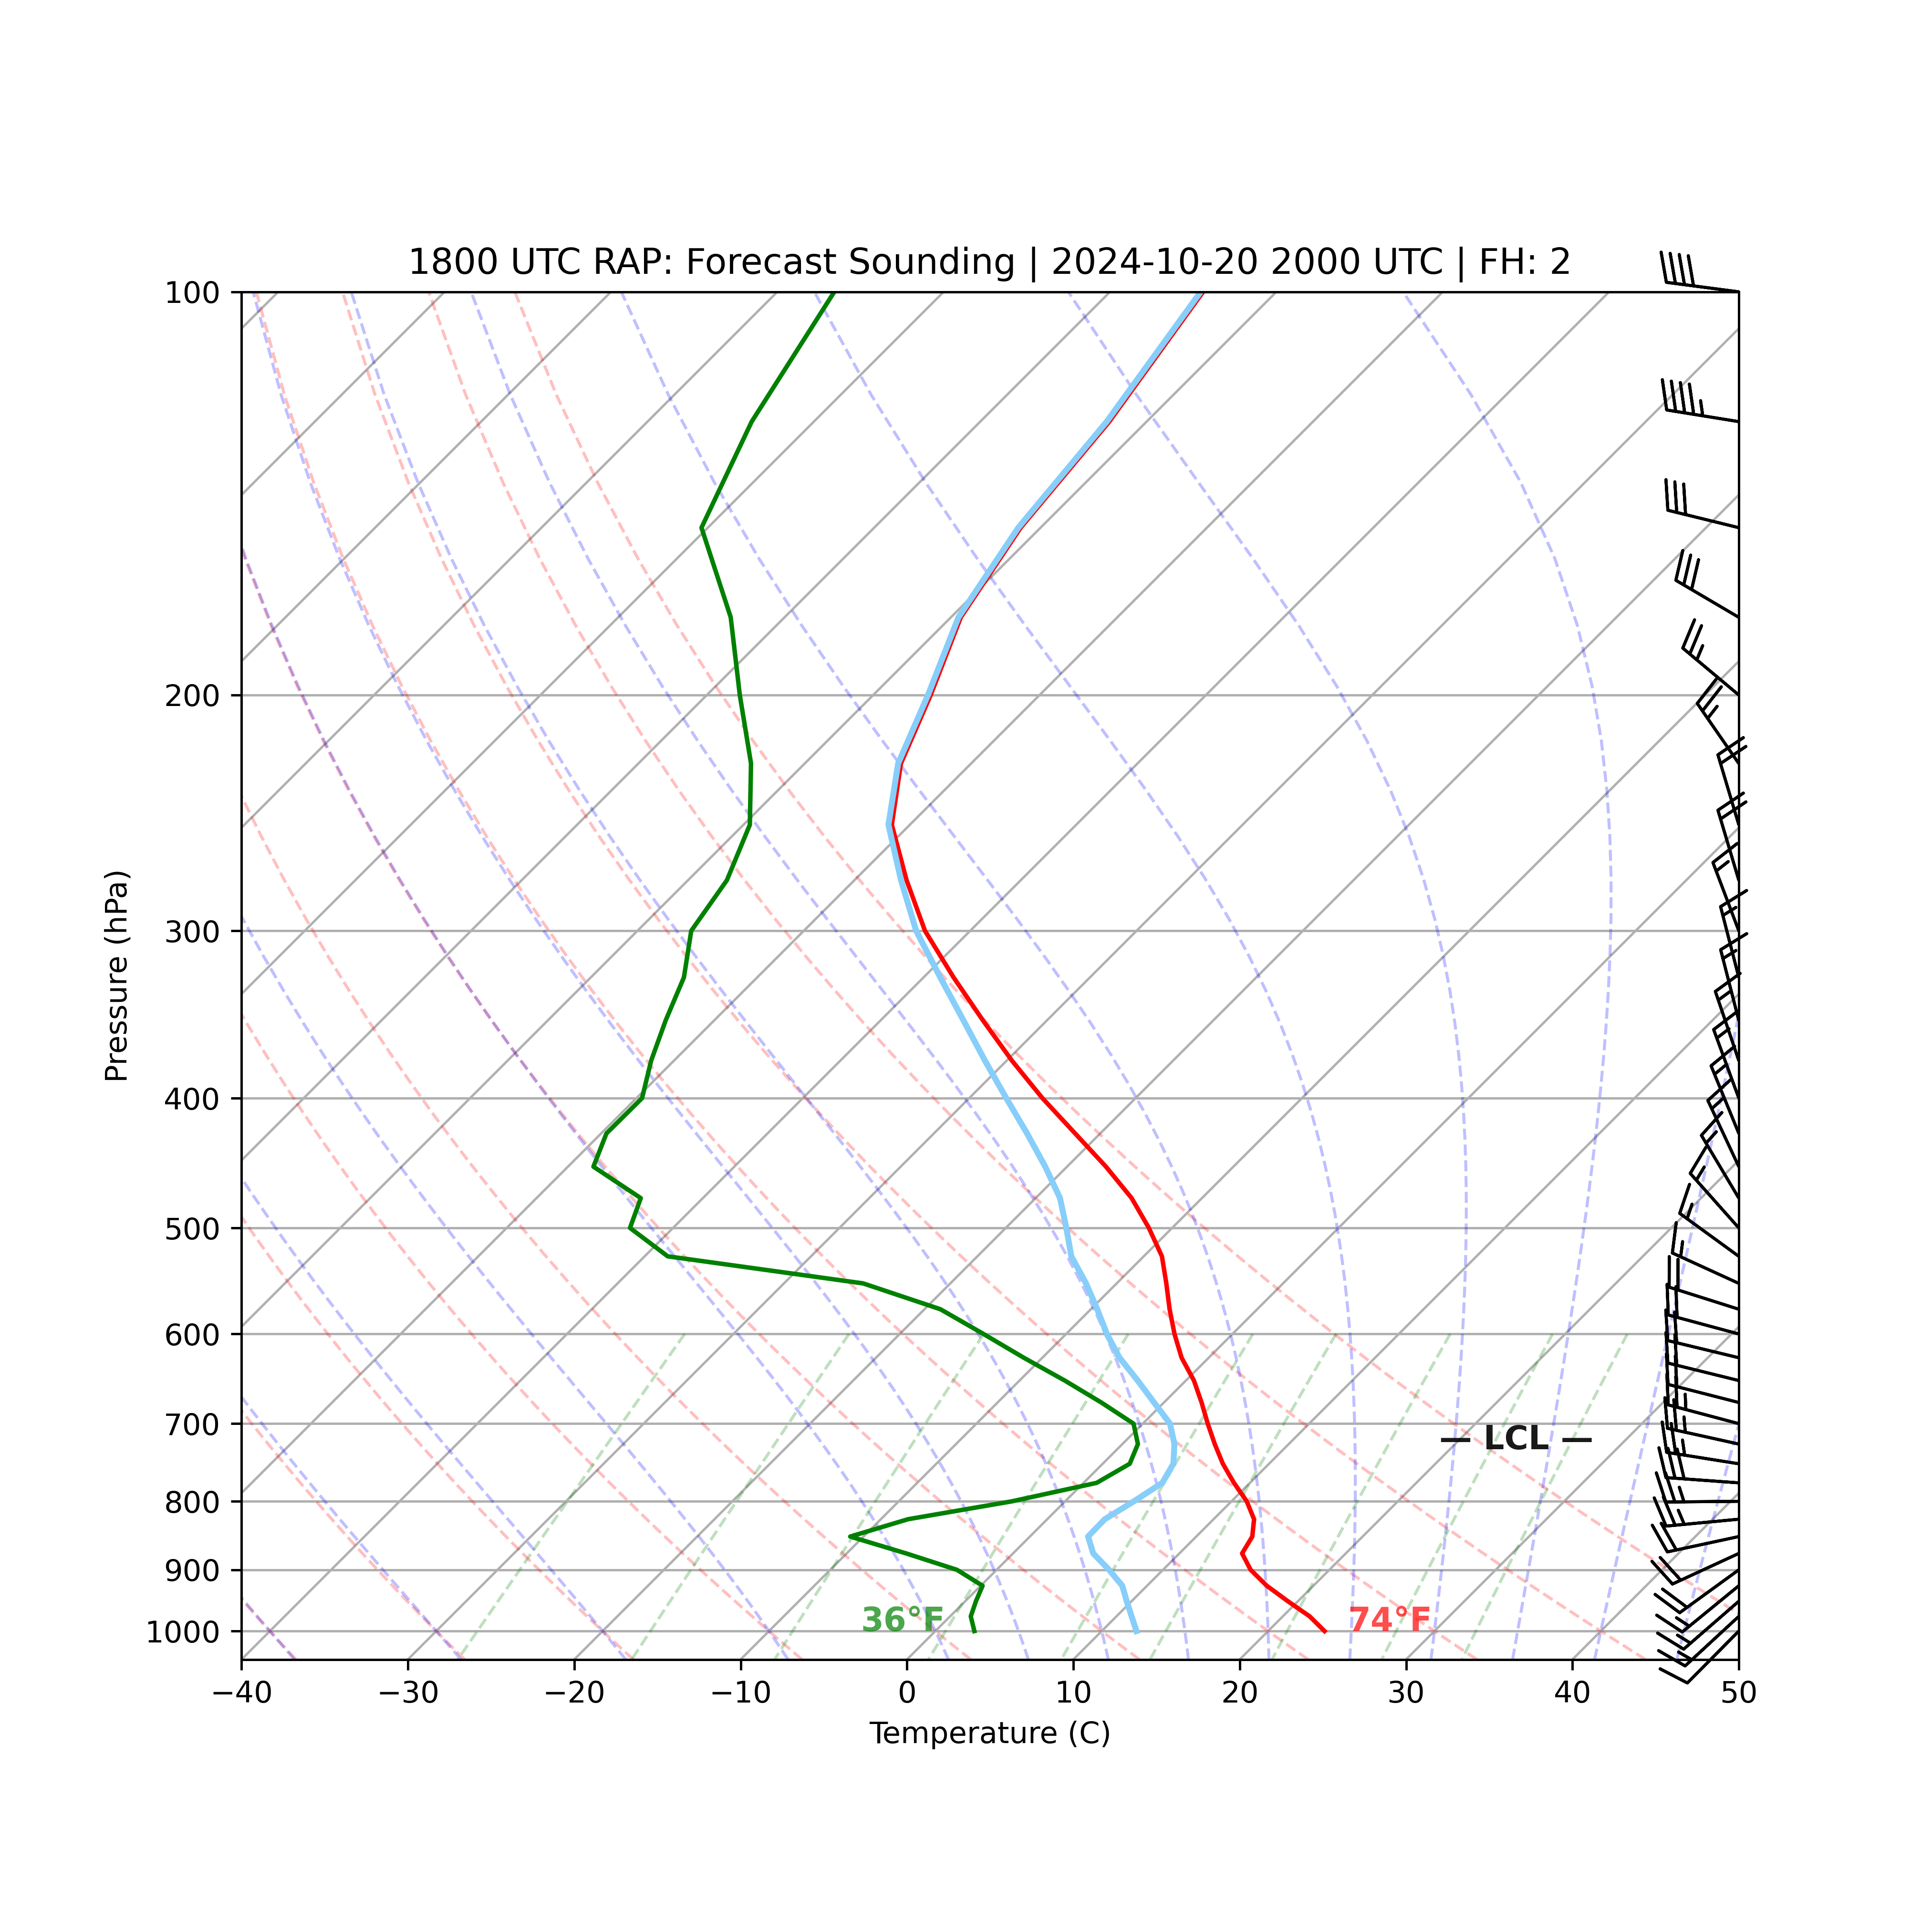 1800 UTC RAP: Forecast Sounding | 2024-10-20 2000 UTC | FH: 2
100
200
300
400
500
600
700
800
900
1000
Pressure (hPa)
— LCL —
36°F
74°F
−40 −30 −20 −10 0 10 20 30 40 50
Temperature (C)